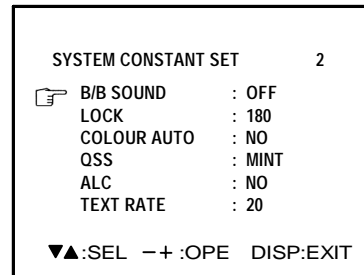 SYSTEM CONSTANT SET 2
B/B SOUND : OFF
LOCK : 180
COLOUR AUTO : NO
QSS : MINT
ALC : NO
TEXT RATE : 20
▼▲:SEL −+:OPE DISP:EXIT